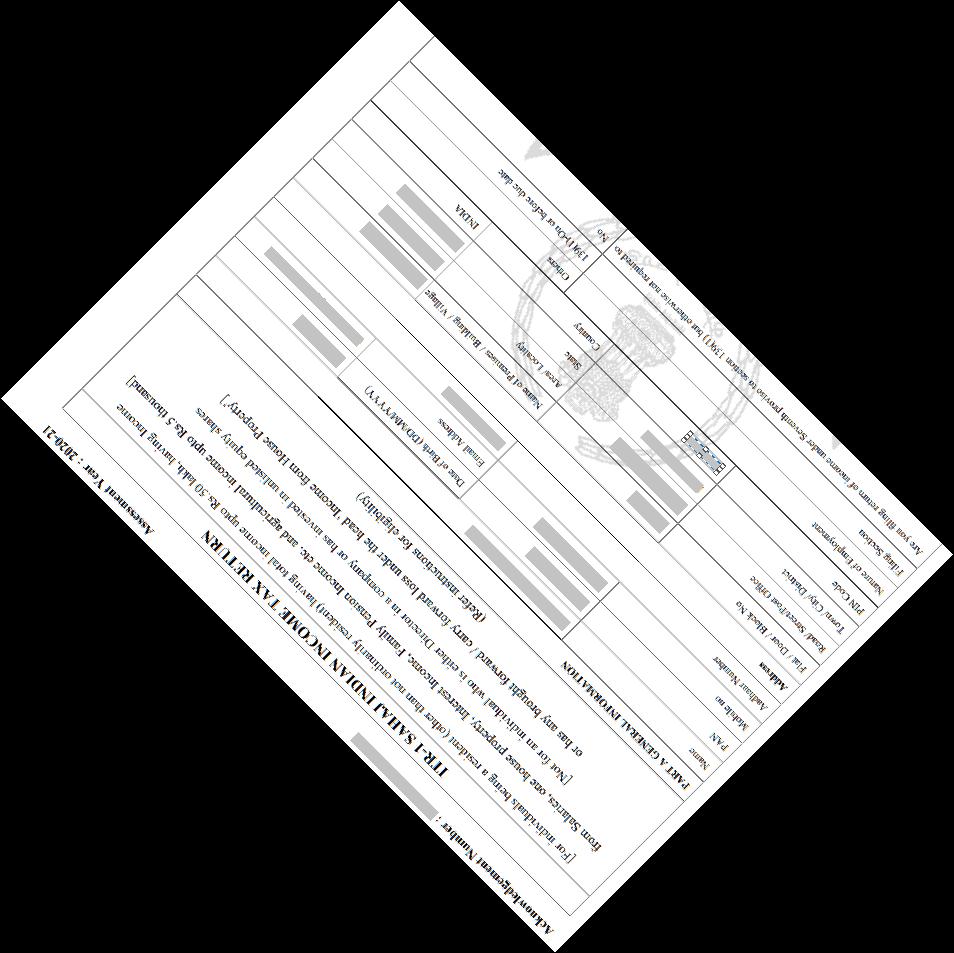 Acknowledgement Number :
Assessment Year : 2020-21
ITR-1 SAHAJ INDIAN INCOME TAX RETURN
[For individuals being a resident (other than not ordinarily resident) having total income upto Rs 50 lakh, having Income
from Salaries, one house property, Interest Income, Family Pension Income etc, and agricultural Income upto Rs 5 thousand]
[Not for an individual who is either Director in a company or has invested in unlisted equity shares
or has any brought forward / carry forward loss under the head 'Income from House Property']
(Refer instructions for eligibility)
PART A GENERAL INFORMATION
Name
PAN
Date of Birth (DD/MM/YYYY)
Mobile no
Email Address
Aadhaar Number
Address
Flat / Door / Block No
Name of Premises / Building / Village
Road/ Street/Post Office
Area/ Locality
Town/ City/ District
State
PIN Code
Country
INDIA
Nature of Employment
Others
Filing Section
139(1)-On or before due date
Are you filing return of income under Seventh proviso to section 139(1) but otherwise not required to
No